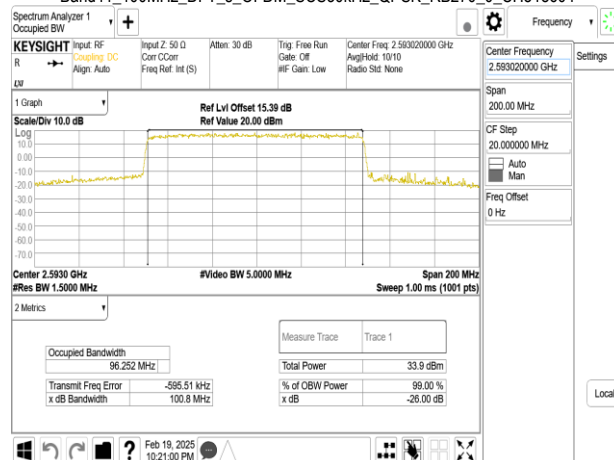 Spectrum Analyzer 1
Occupied BW
Frequency
KEYSIGHT
R
LXI
Input: RF
Coupling: DC
Align: Auto
Input Z: 50 Ω
Corr CCorr
Freq Ref: Int (S)
Atten: 30 dB
Trig: Free Run
Gate: Off
#IF Gain: Low
Center Freq: 2.593020000 GHz
Avg|Hold: 10/10
Radio Std: None
Center Frequency
2.593020000 GHz
Settings
Span
200.00 MHz
CF Step
20.000000 MHz
Auto
Man
Freq Offset
0 Hz
Local
1 Graph
Scale/Div 10.0 dB
Ref Lvl Offset 15.39 dB
Ref Value 20.00 dBm
Log
10.0
0.00
-10.0
-20.0
-30.0
-40.0
-50.0
-60.0
-70.0
Center 2.5930 GHz
#Res BW 1.5000 MHz
#Video BW 5.0000 MHz
Span 200 MHz
Sweep 1.00 ms (1001 pts)
2 Metrics
Measure Trace Trace 1
Occupied Bandwidth
96.252 MHz
Total Power 33.9 dBm
Transmit Freq Error -595.51 kHz
% of OBW Power 99.00 %
x dB Bandwidth 100.8 MHz
x dB -26.00 dB
Feb 19, 2025
10:21:00 PM